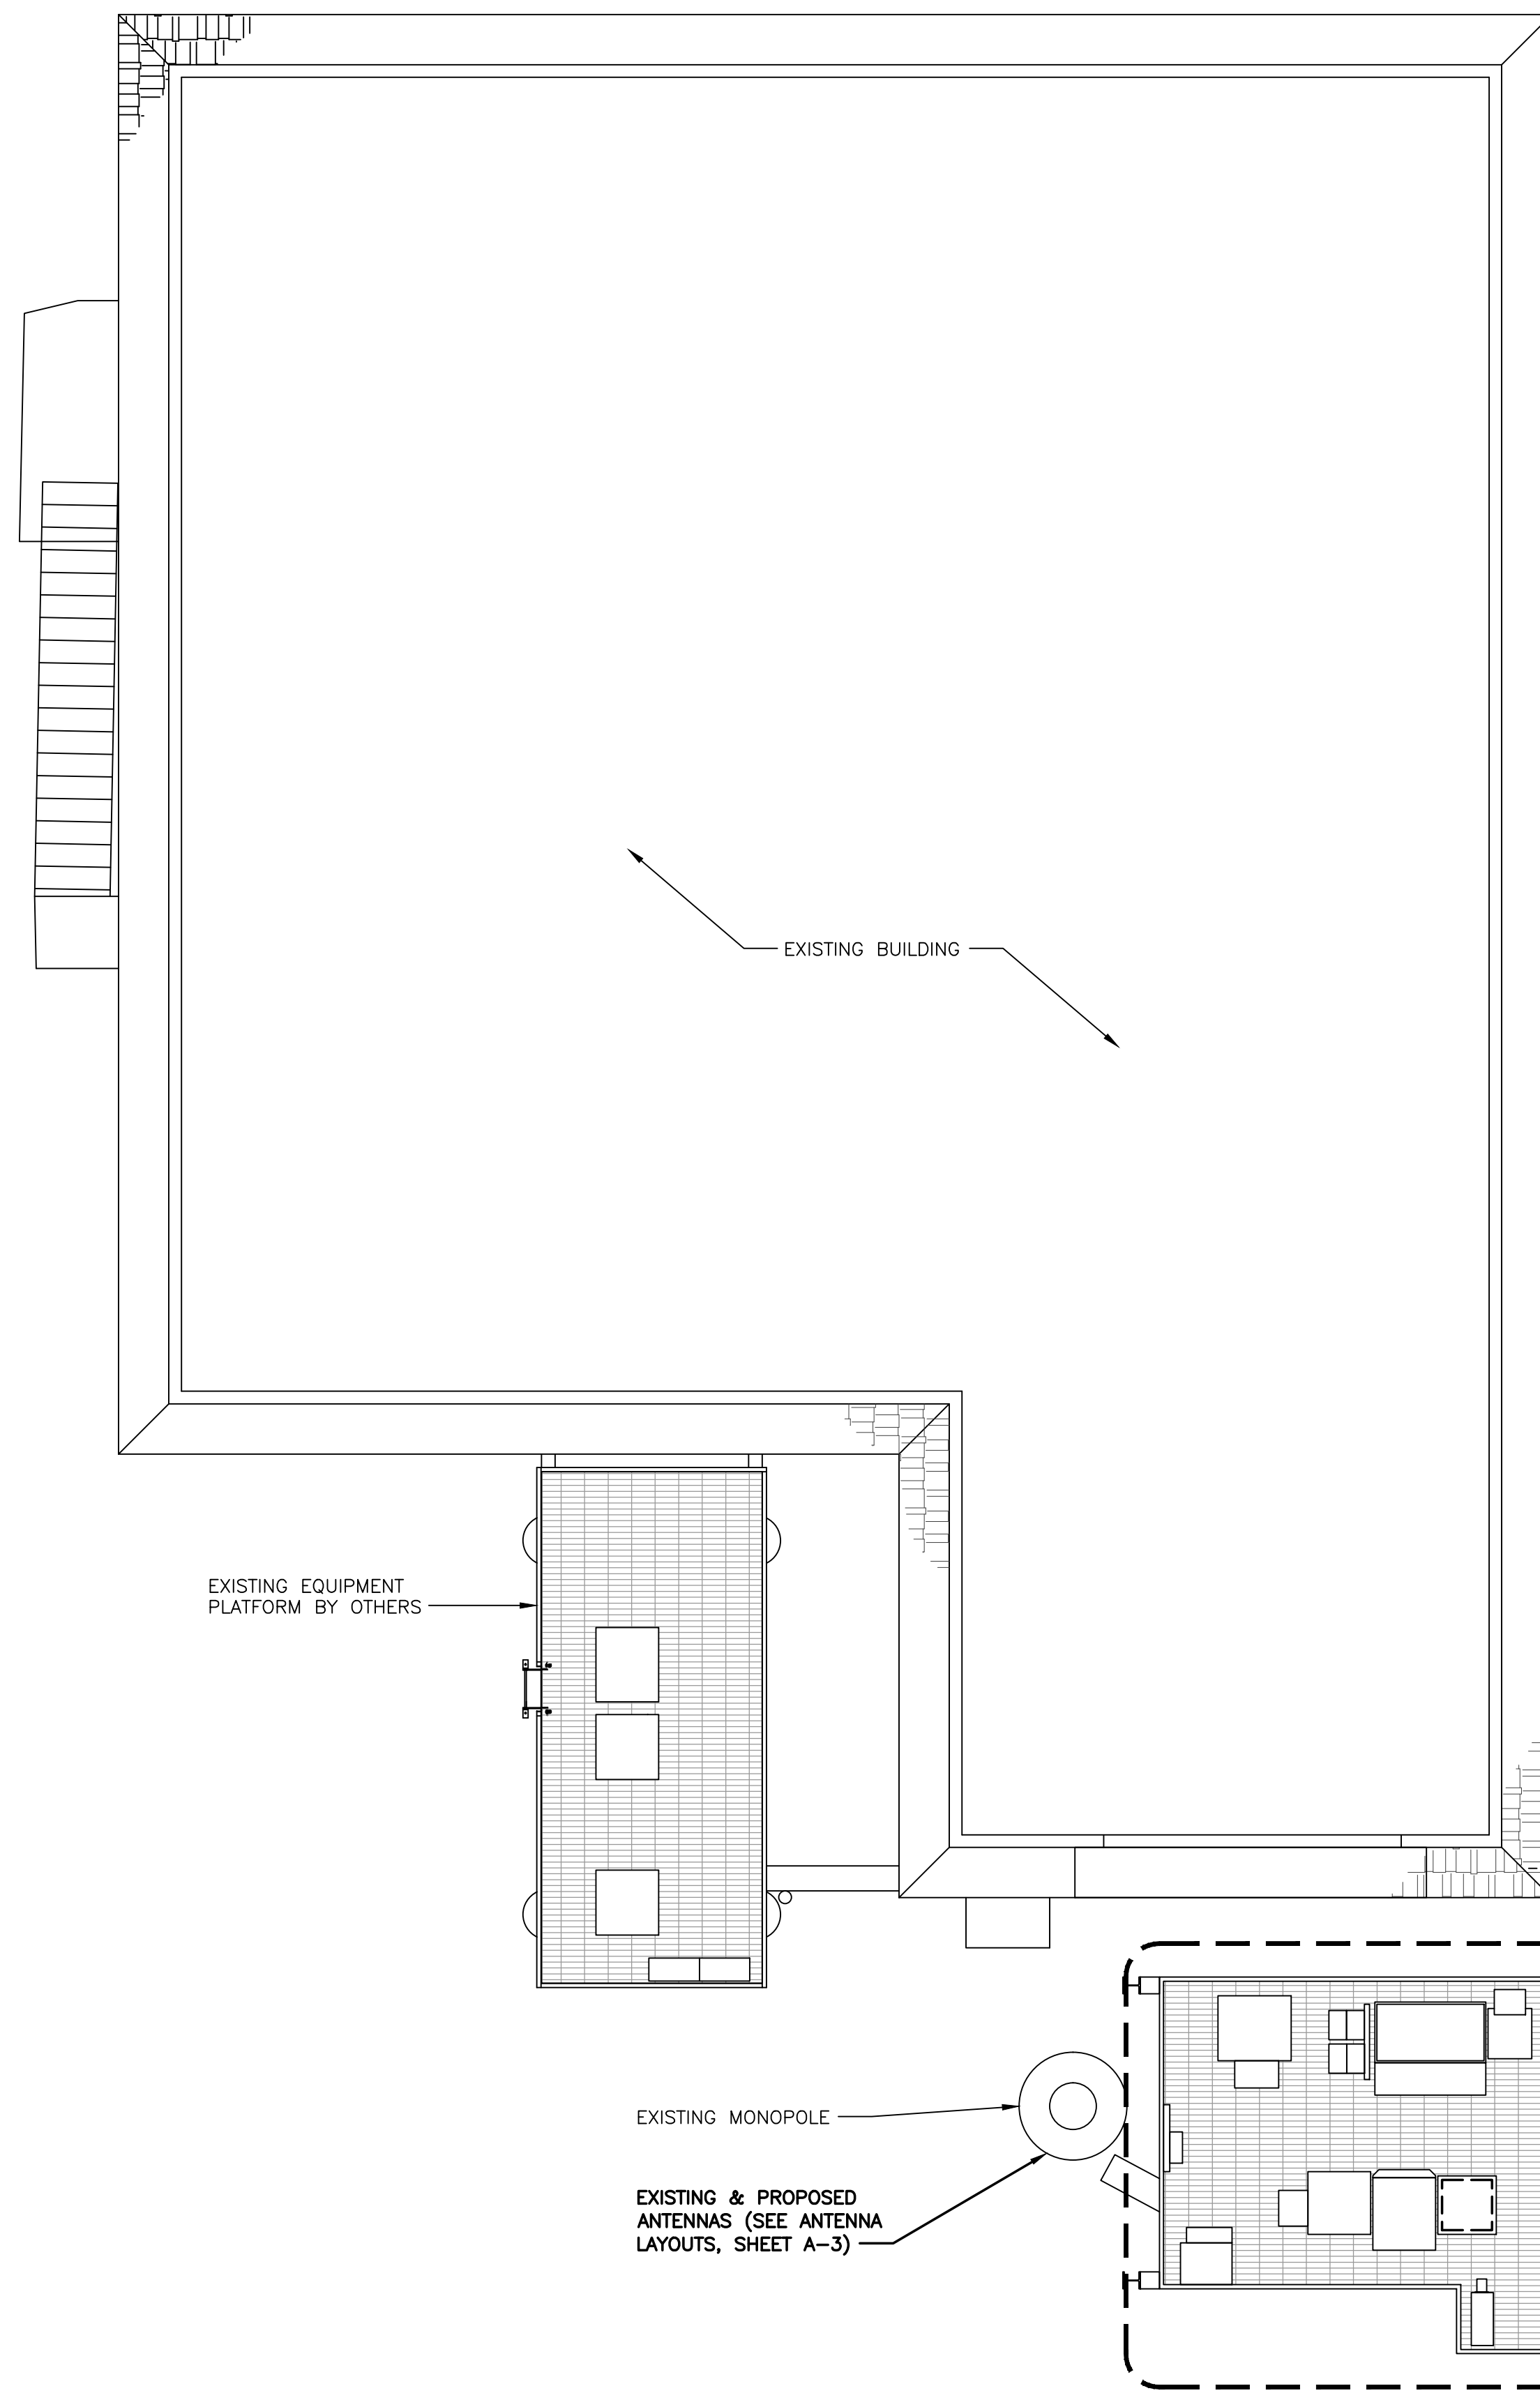 EXISTING BUILDING
EXISTING EQUIPMENT
PLATFORM BY OTHERS
EXISTING MONOPOLE
EXISTING & PROPOSED
ANTENNAS (SEE ANTENNA
LAYOUTS, SHEET A-3)